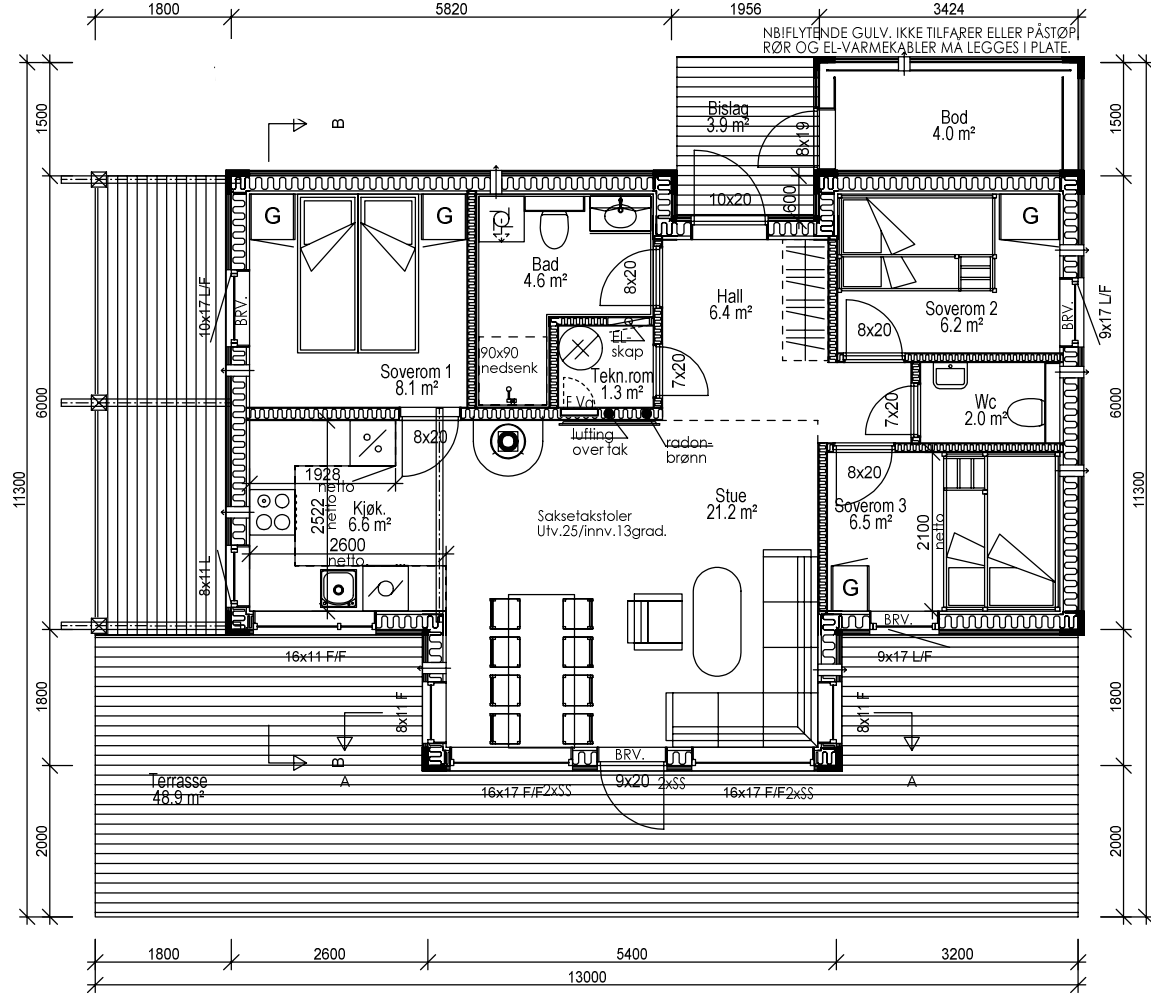 1800
5820
1956
3424
NBIFLYTENDE GULV. IKKE TILFARER ELLER PÅSTØP
RØR OG EL-VARMEKABLER MÅ LEGGES I PLATE.
1500
6000
11300
1800
2000
1500
6000
11300
1800
2000
B
Bislag
3.9 m²
8x19
Bod
4.0 m²
10x20
600
G
G
G
Bad
4.6 m²
8x20
Hall
6.4 m²
Soverom 2
6.2 m²
8x20
10x17 L/F
BRV.
BRV.
9x17 L/F
EL-
skap
90x90
nedsenk
Soverom 1
8.1 m²
Tekn.rom
1.3 m²
7x20
F.Vg
7x20
Wc
2.0 m²
8x20
lufting
over tak
radon-
brønn
8x20
1928
netto
2522
netto
Kjøk.
6.6 m²
2600
netto
Saksetakstoler
Utv.25/innv.13grad.
Stue
21.2 m²
Soverom 3
6.5 m²
2100
netto
G
8x11 L
BRV.
16x11 F/F
9x17 L/F
8x11 F
8x11 F
B
A
A
BRV.
Terrasse
48.9 m²
16x17 F/F
2xSS
9x20
2xSS
16x17 F/F
2xSS
1800
2600
5400
3200
13000